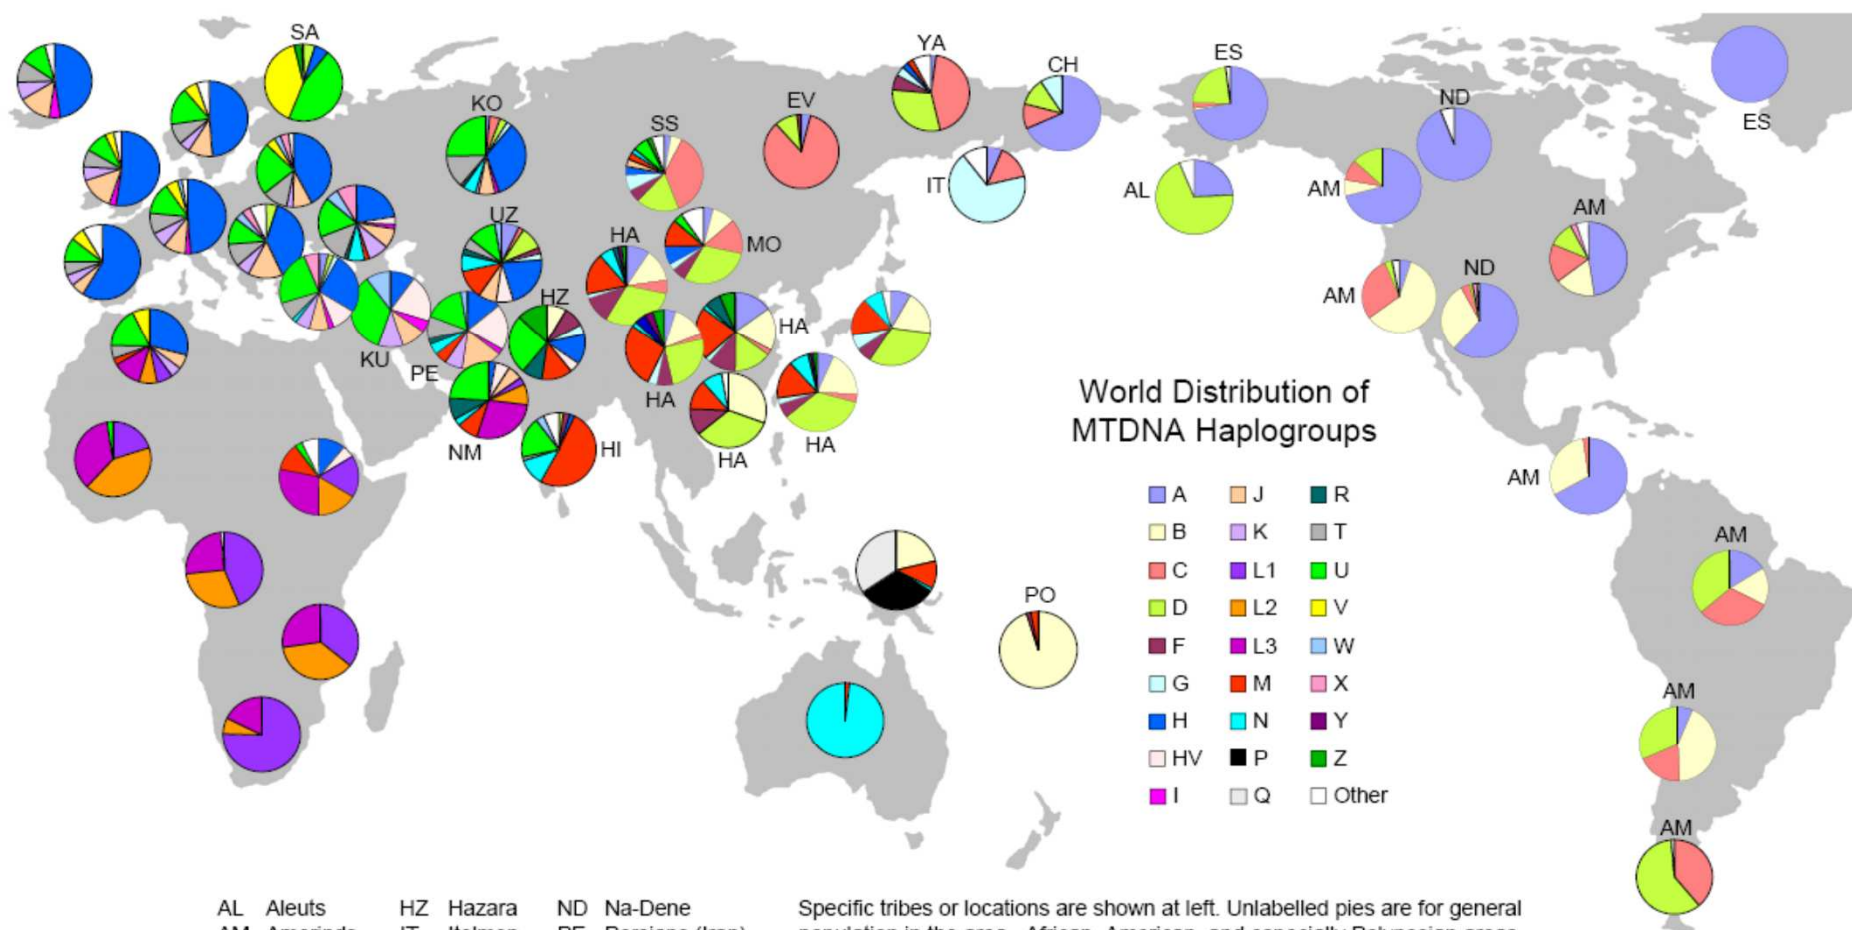 SA
YA
CH
ES
ND
ES
KO
EV
SS
IT
AL
AM
AM
UZ
HA
MO
HZ
HA
AM
ND
KU
PE
HA
NM
HI
HA
HA
World Distribution of
MTDNA Haplogroups
A J R
B K T
C L1 U
D L2 V
F L3 W
G M X
H N Y
HV P Z
I Q Other
PO
AM
AM
AM
AM
AL Aleuts HZ Hazara ND Na-Dene
Specific tribes or locations are shown at left. Unlabelled pies are for general